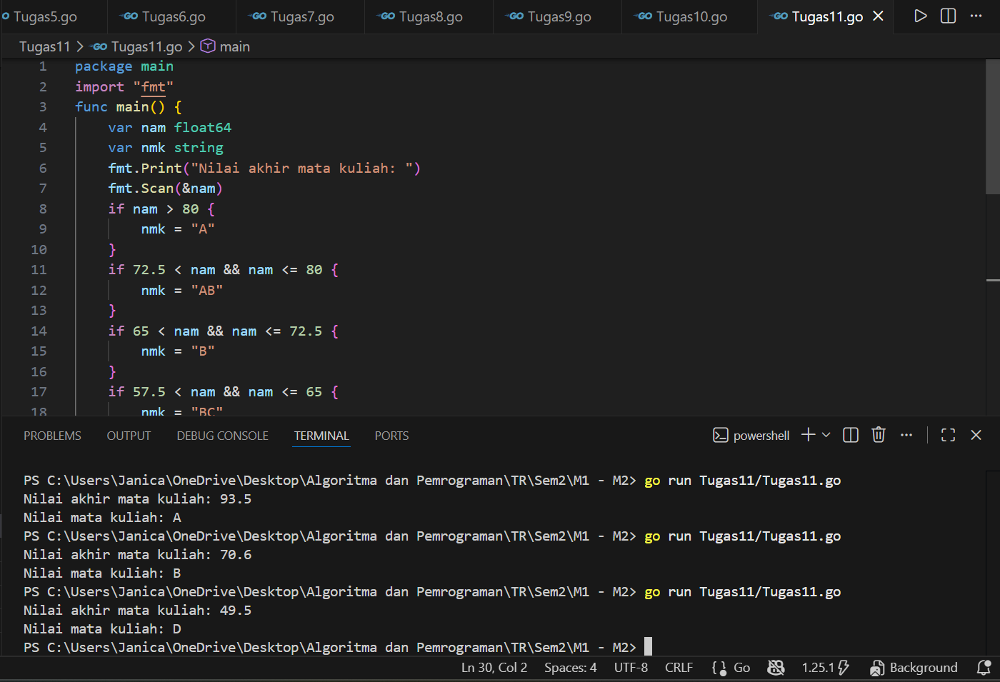 Tugas5.go GO Tugas6.go GO Tugas7.go GO Tugas8.go GO Tugas9.go GO Tugas10.go GO Tugas11.go
Tugas11 > GO Tugas11.go > main
1 package main
2 import "fmt"
3 func main() {
4 var nam float64
5 var nmk string
6 fmt.Print("Nilai akhir mata kuliah: ")
7 fmt.Scan(&nam)
8 if nam > 80 {
9 nmk = "A"
10 }
11 if 72.5 < nam && nam <= 80 {
12 nmk = "AB"
13 }
14 if 65 < nam && nam <= 72.5 {
15 nmk = "B"
16 }
17 if 57.5 < nam && nam <= 65 {
18 nmk = "BC"
PROBLEMS OUTPUT DEBUG CONSOLE TERMINAL PORTS powershell
PS C:\Users\Janica\OneDrive\Desktop\Algoritma dan Pemrograman\TR\Sem2\M1 - M2> go run Tugas11/Tugas11.go
Nilai akhir mata kuliah: 93.5
Nilai mata kuliah: A
PS C:\Users\Janica\OneDrive\Desktop\Algoritma dan Pemrograman\TR\Sem2\M1 - M2> go run Tugas11/Tugas11.go
Nilai akhir mata kuliah: 70.6
Nilai mata kuliah: B
PS C:\Users\Janica\OneDrive\Desktop\Algoritma dan Pemrograman\TR\Sem2\M1 - M2> go run Tugas11/Tugas11.go
Nilai akhir mata kuliah: 49.5
Nilai mata kuliah: D
PS C:\Users\Janica\OneDrive\Desktop\Algoritma dan Pemrograman\TR\Sem2\M1 - M2>
Ln 30, Col 2 Spaces: 4 UTF-8 CRLF Go 1.25.1 Background